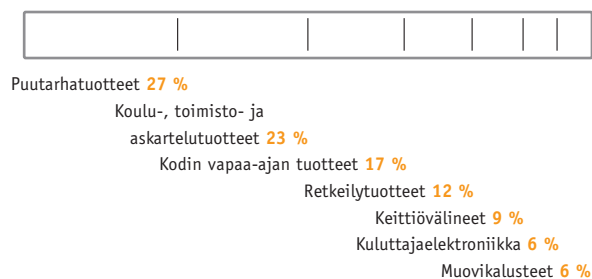 Puutarhatuotteet 27 %
Koulu-, toimisto- ja
askartelutuotteet 23 %
Kodin vapaa-ajan tuotteet 17 %
Retkeilytuotteet 12 %
Keittiövälineet 9 %
Kuluttajaelektroniikka 6 %
Muovikalusteet 6 %